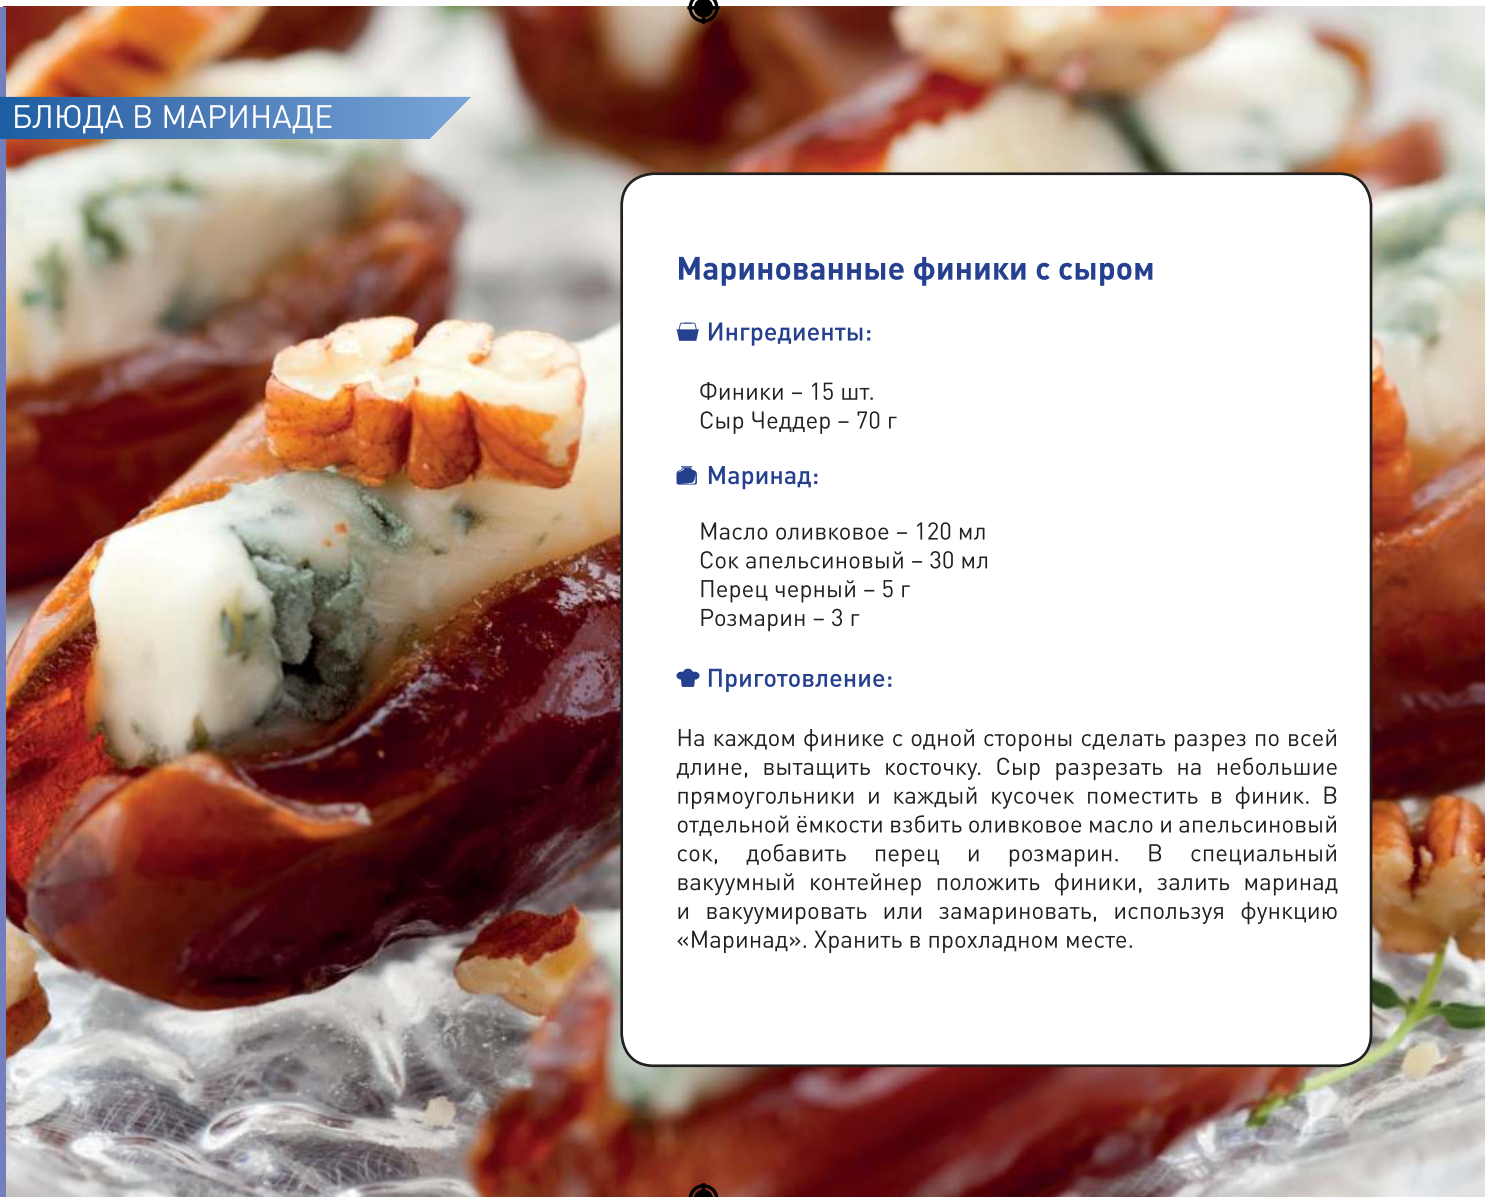 БЛЮДА В МАРИНАДЕ
Маринованные финики с сыром
Ингредиенты:
Финики – 15 шт.
Сыр Чеддер – 70 г
Маринад:
Масло оливковое – 120 мл
Сок апельсиновый – 30 мл
Перец черный – 5 г
Розмарин – 3 г
Приготовление:
На каждом финике с одной стороны сделать разрез по всей
длине, вытащить косточку. Сыр разрезать на небольшие
прямоугольники и каждый кусочек поместить в финик. В
отдельной ёмкости взбить оливковое масло и апельсиновый
сок, добавить перец и розмарин. В специальный
вакуумный контейнер положить финики, залить маринад
и вакуумировать или замариновать, используя функцию
«Маринад». Хранить в прохладном месте.